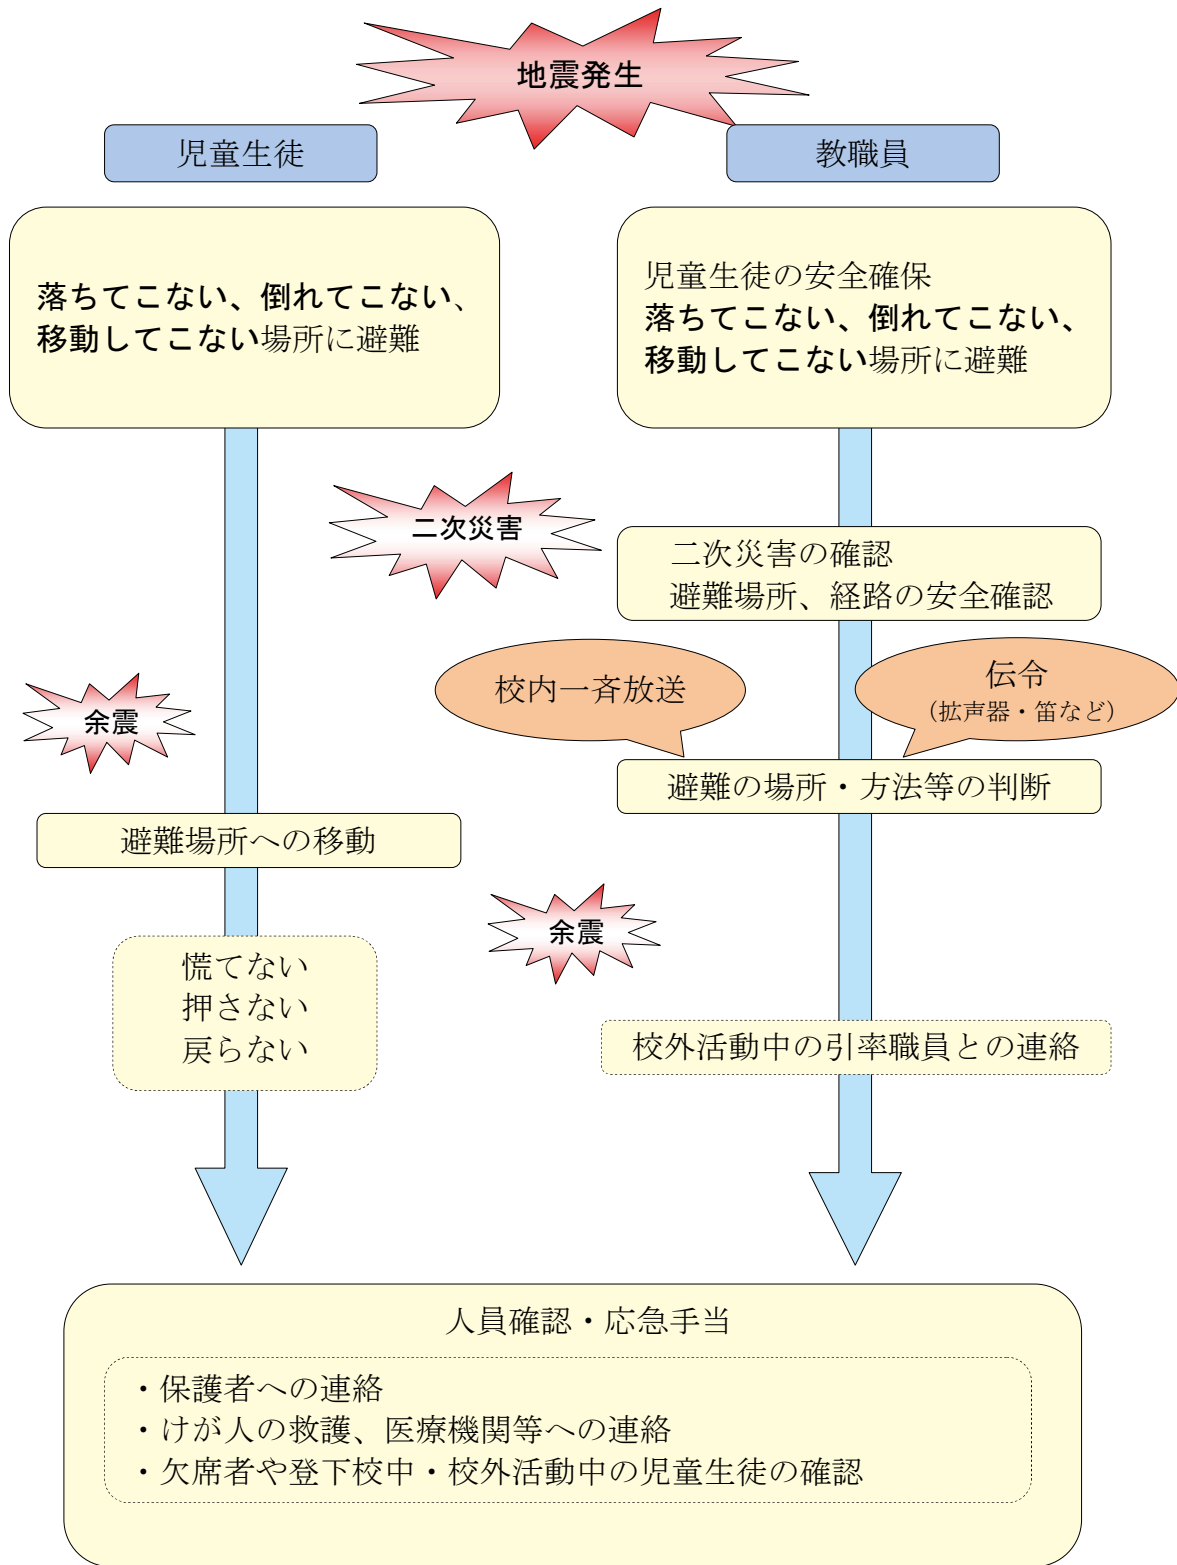 地震発生
児童生徒
教職員
落ちてこない、倒れてこない、
移動してこない場所に避難
児童生徒の安全確保
落ちてこない、倒れてこない、
移動してこない場所に避難
二次災害
二次災害の確認
避難場所、経路の安全確認
校内一斉放送
伝令
（拡声器・笛など）
余震
避難の場所・方法等の判断
避難場所への移動
余震
慌てない
押さない
戻らない
校外活動中の引率職員との連絡
人員確認・応急手当
・保護者への連絡
・けが人の救護、医療機関等への連絡
・欠席者や登下校中・校外活動中の児童生徒の確認